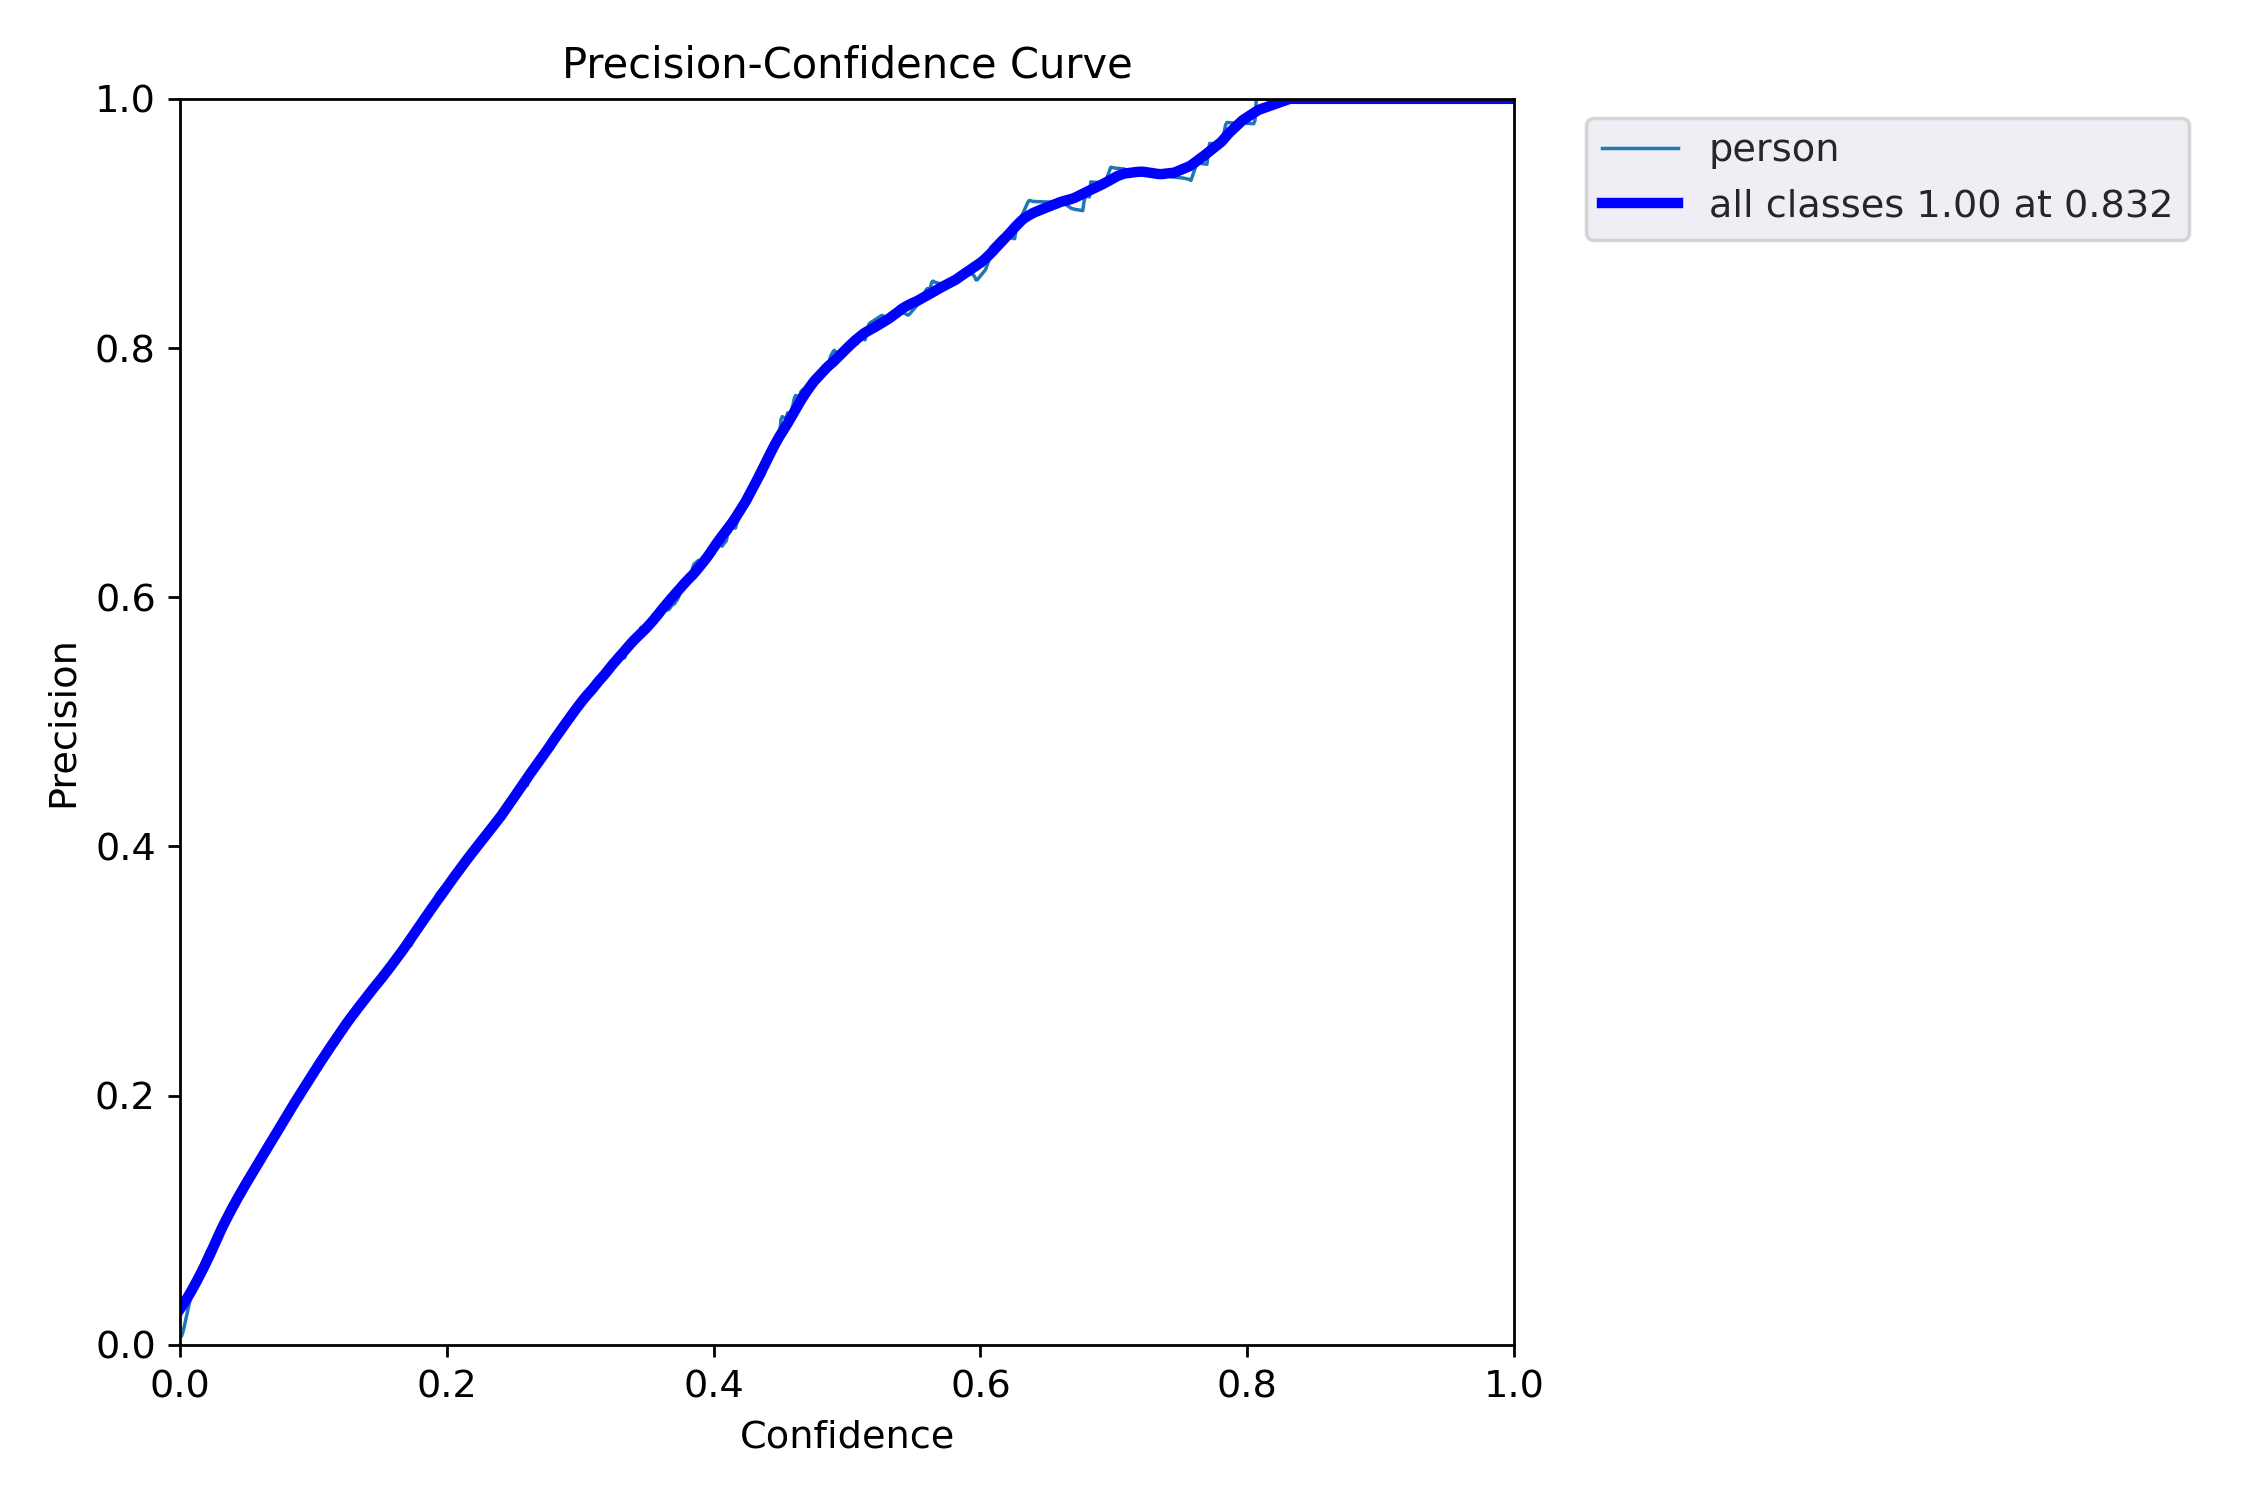 Precision-Confidence Curve
1.0
0.8
0.6
0.4
0.2
0.0
Precision
0.0 0.2 0.4 0.6 0.8 1.0
Confidence
person
all classes 1.00 at 0.832